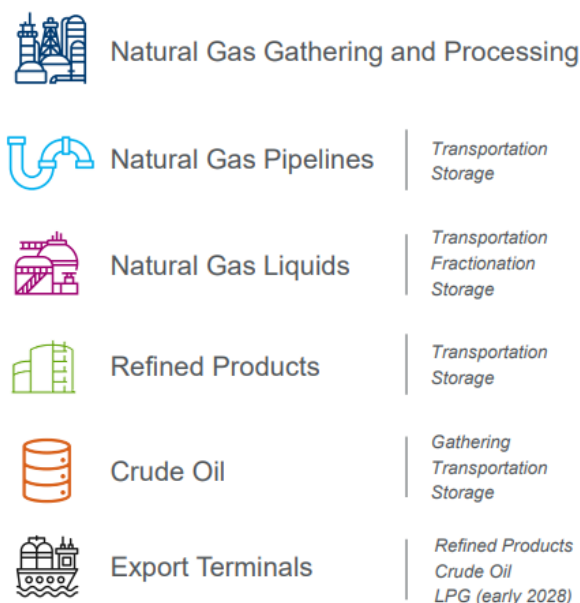 Natural Gas Gathering and Processing
Natural Gas Pipelines
Transportation
Storage
Natural Gas Liquids
Transportation
Fractionation
Storage
Refined Products
Transportation
Storage
Crude Oil
Gathering
Transportation
Storage
Export Terminals
Refined Products
Crude Oil
LPG (early 2028)